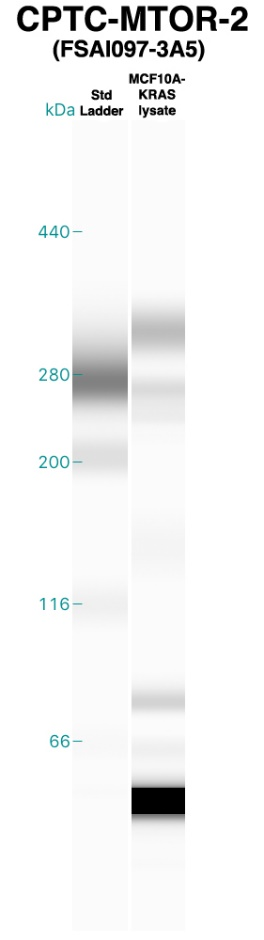 CPTC-MTOR-2
(FSAI097-3A5)
MCF10A-
KRAS
lysate
Std
Ladder
kDa
440
280
200
116
66